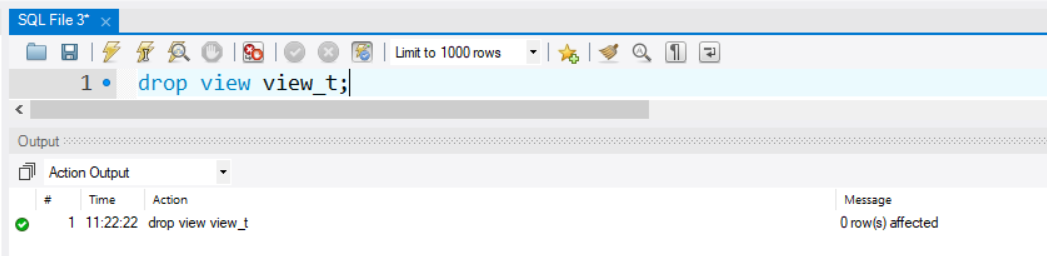 SQL File 3* ×
Limit to 1000 rows
1 drop view view_t;
Output
Action Output
# Time Action Message
1 11:22:22 drop view view_t 0 row(s) affected